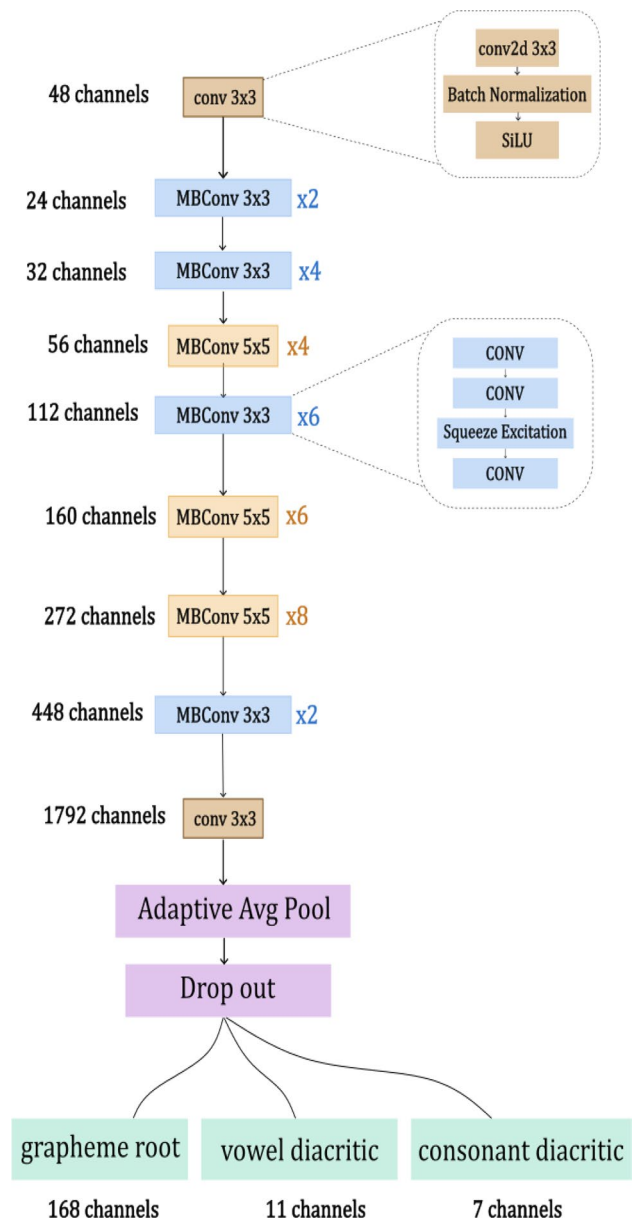 conv2d 3x3
48 channels conv 3x3 Batch Normalization
SiLU
24 channels MBConv 3x3 x2
32 channels MBConv 3x3 x4
56 channels MBConv 5x5 x4
CONV
CONV
112 channels MBConv 3x3 x6
Squeeze Excitation
CONV
160 channels MBConv 5x5 x6
272 channels MBConv 5x5 x8
448 channels MBConv 3x3 x2
1792 channels conv 3x3
Adaptive Avg Pool
Drop out
grapheme root vowel diacritic consonant diacritic
168 channels 11 channels 7 channels